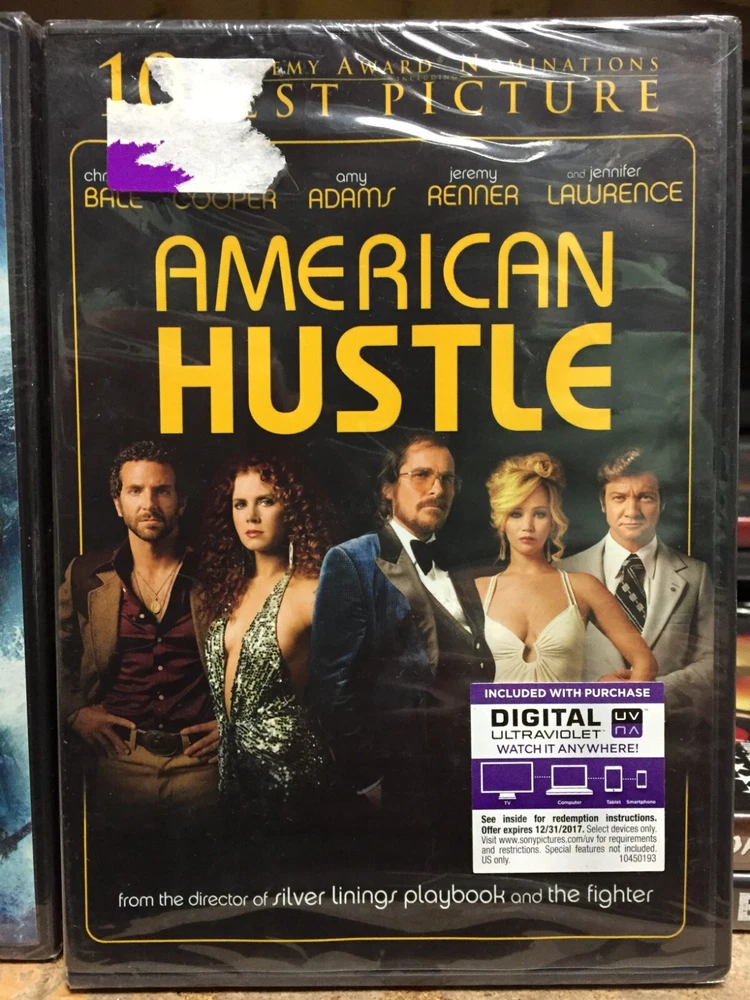 10 EMY AWARD® NOMINATIONS
INCLUDING
EST PICTURE
chr
BALE COOPER
amy
ADAMS
jeremy
RENNER
and jennifer
LAWRENCE
AMERICAN
HUSTLE
INCLUDED WITH PURCHASE
DIGITAL UV
ULTRAVIOLET™
WATCH IT ANYWHERE!
TV Computer Tablet Smartphone
See inside for redemption instructions.
Offer expires 12/31/2017. Select devices only.
Visit www.sonypictures.com/uv for requirements
and restrictions. Special features not included.
US only. 10450193
from the director of silver linings playbook and the fighter